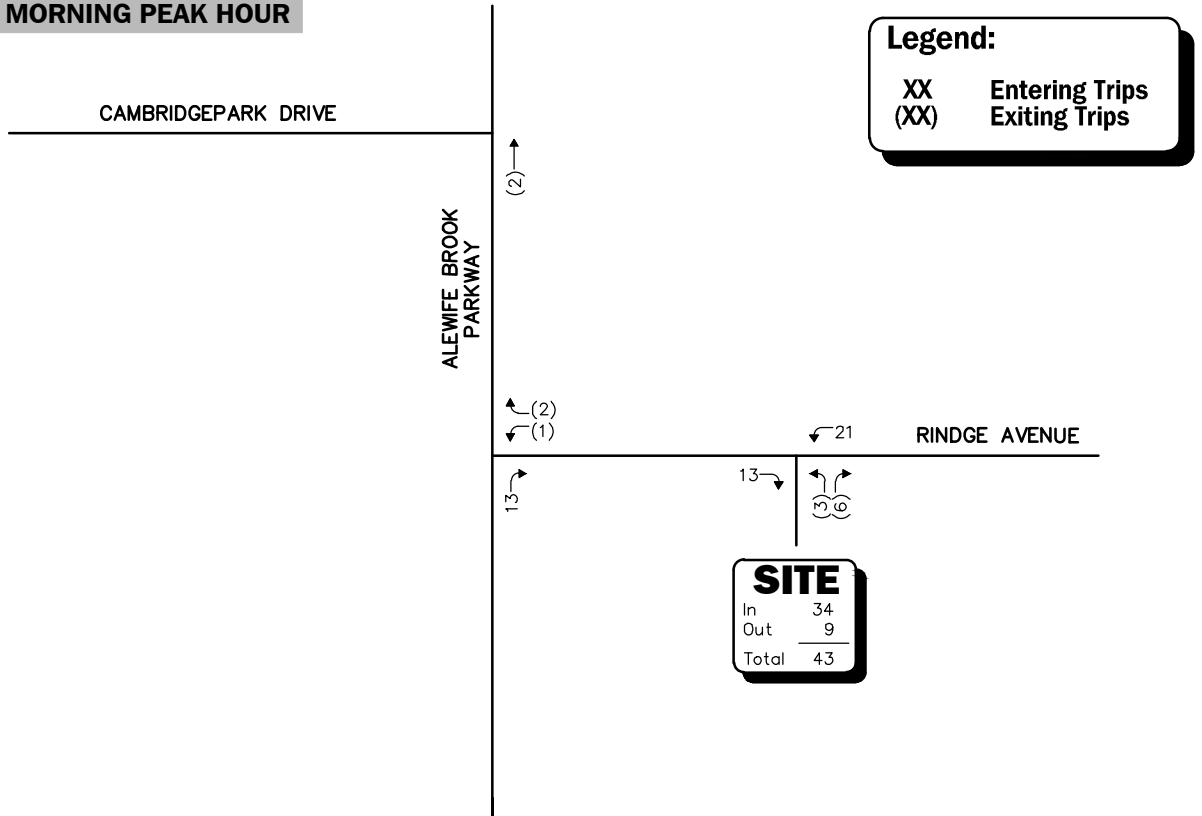 MORNING PEAK HOUR
Legend:
XX Entering Trips
(XX) Exiting Trips
CAMBRIDGEPARK DRIVE
(2)
ALEWIFE BROOK
PARKWAY
(2)
(1)
21
RINDGE AVENUE
13
13
(3)
(6)
SITE
In 34
Out 9
Total 43